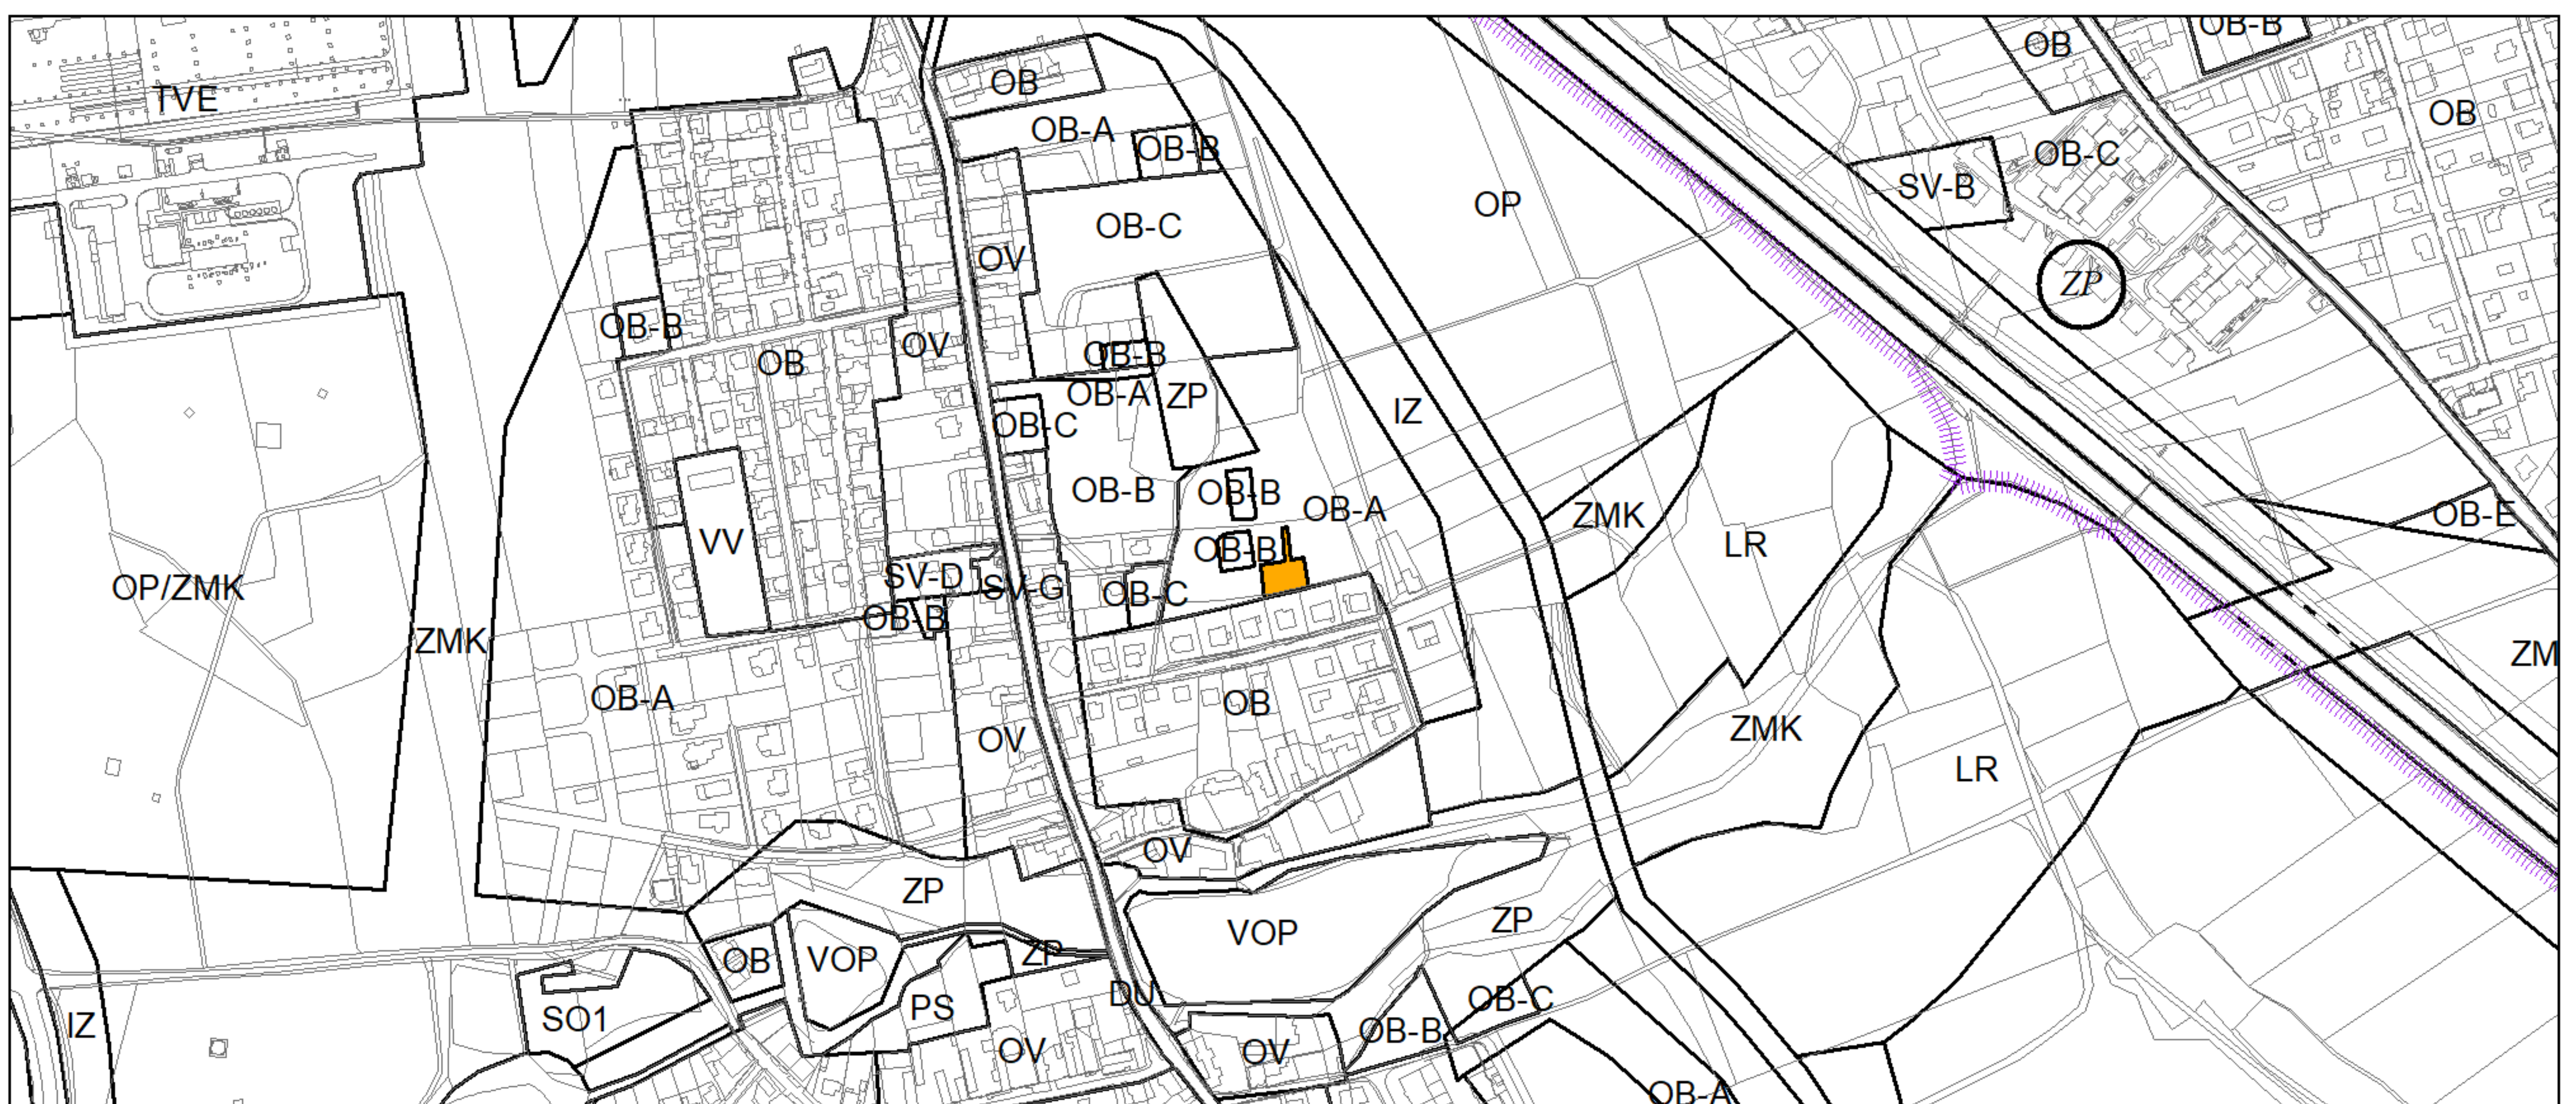 OB-B
OB
OB
TVE
OB
OB-A
OB-B
OB-C
SV-B
OP
OB-C
OV
ZP
OB-B
OV
OB-B
OB
OB-A
ZP
IZ
OB-C
OB-B
OB-B
OB-A
ZMK
OB-E
VV
LR
OB-B
SV-D
SV-G
OB-C
OP/ZMK
OB-B
ZMK
ZM
OB-A
OB
ZMK
OV
LR
OV
ZP
ZP
VOP
OB
VOP
ZP
DU
OB-C
PS
SO1
IZ
OB-B
OV
OV
OB-A